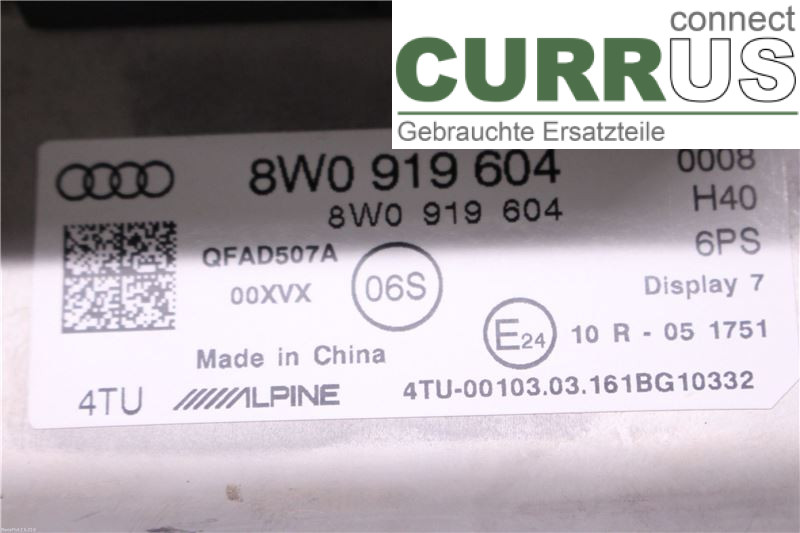 connect
CURRUS
Gebrauchte Ersatzteile
8W0 919 604
0008
8W0 919 604
H40
QFAD507A
6PS
00XVX
06S
Display 7
E24
10 R - 05 1751
Made in China
4TU
ALPINE
4TU-00103.03.161BG10332